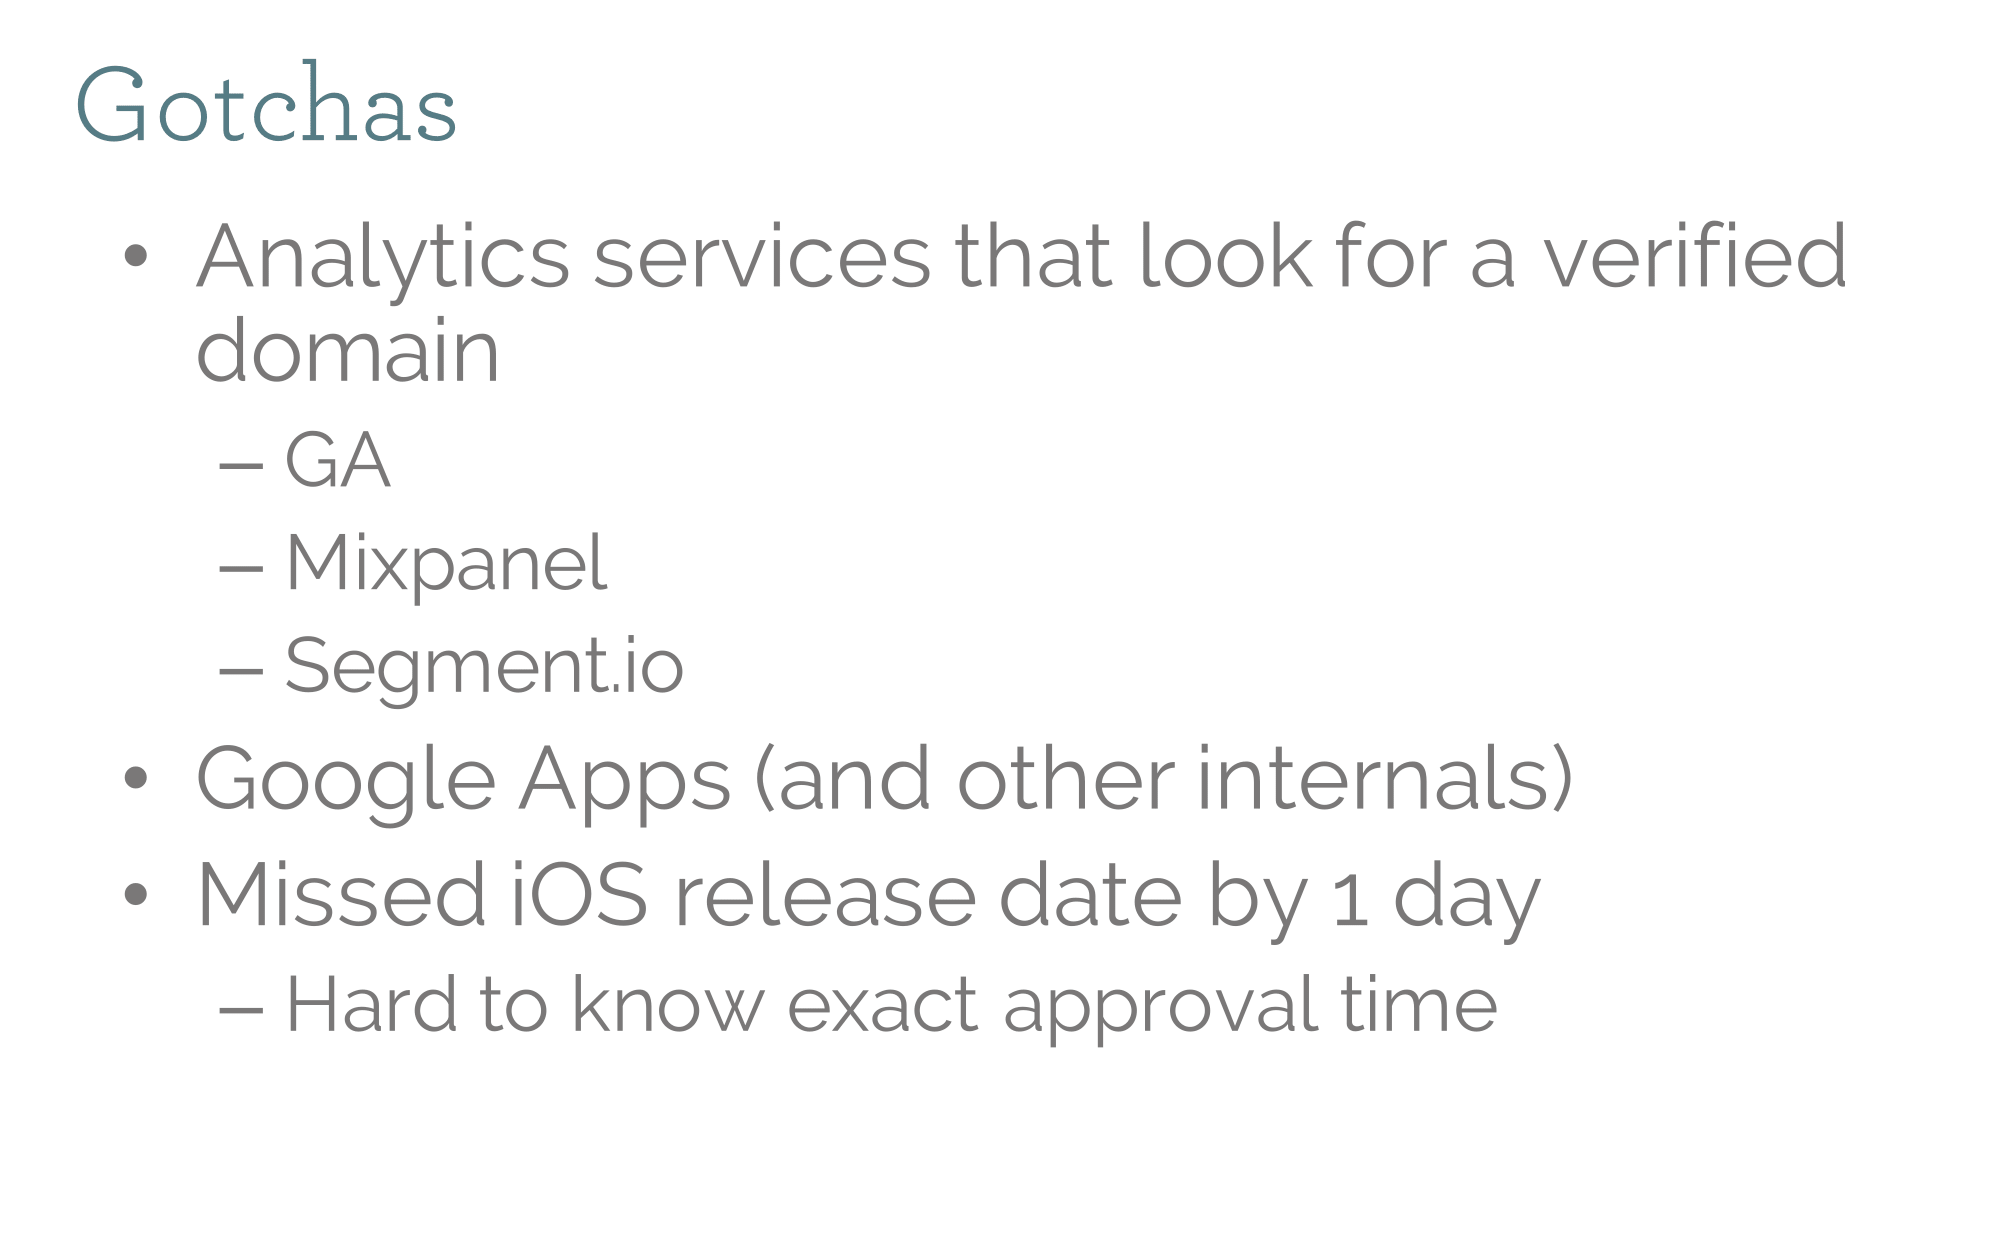 Gotchas
• Analytics services that look for a verified
domain
– GA
– Mixpanel
– Segment.io
• Google Apps (and other internals)
• Missed iOS release date by 1 day
– Hard to know exact approval time